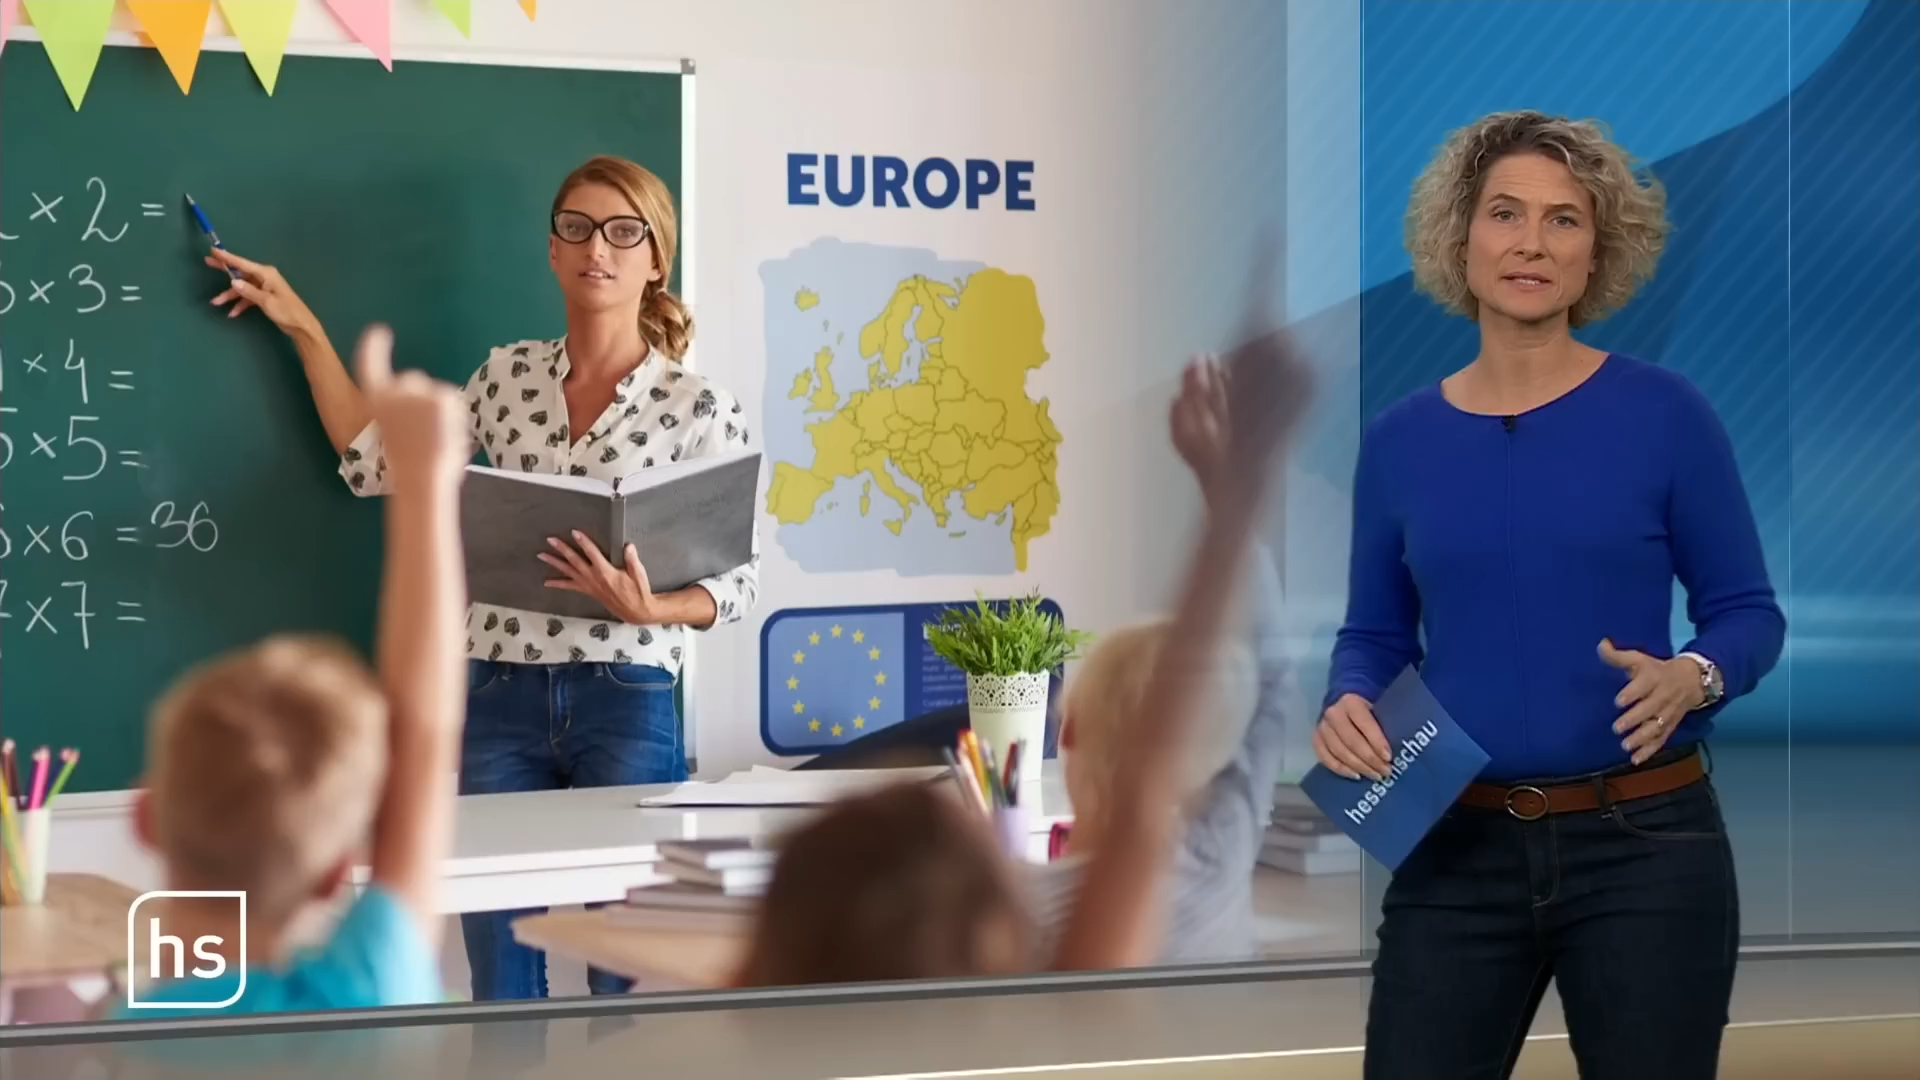 × 2 =
× 3 =
× 4 =
× 5 =
× 6 = 36
× 7 =
EUROPE
hessenschau
hs